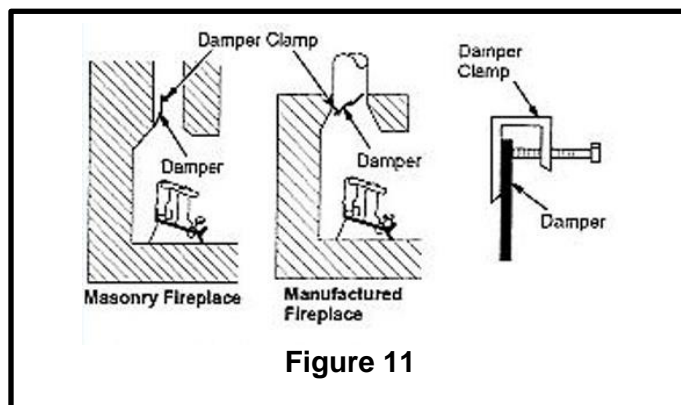 Damper Clamp
Damper
Clamp
Damper
Damper
Damper
Masonry Fireplace
Manufactured
Fireplace
Figure 11